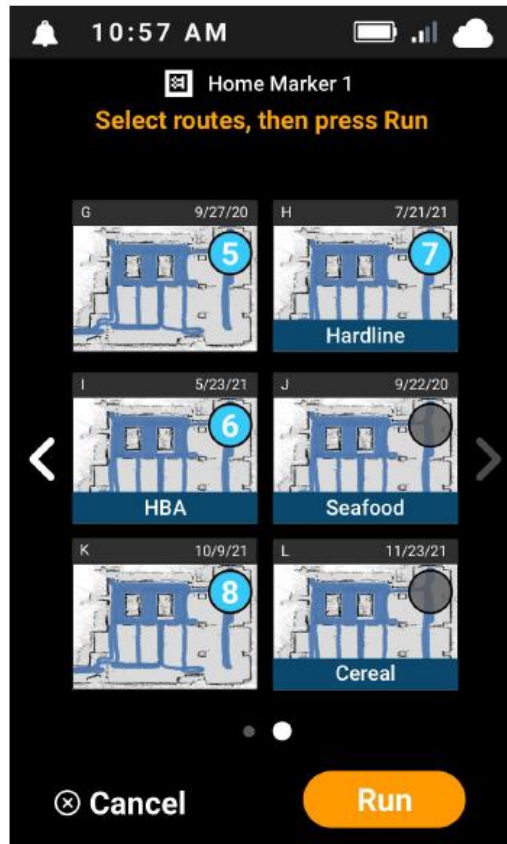 10:57 AM
Home Marker 1
Select routes, then press Run
G 9/27/20
5
H 7/21/21
7
Hardline
I 5/23/21
6
HBA
J 9/22/20
Seafood
K 10/9/21
8
L 11/23/21
Cereal
Cancel
Run